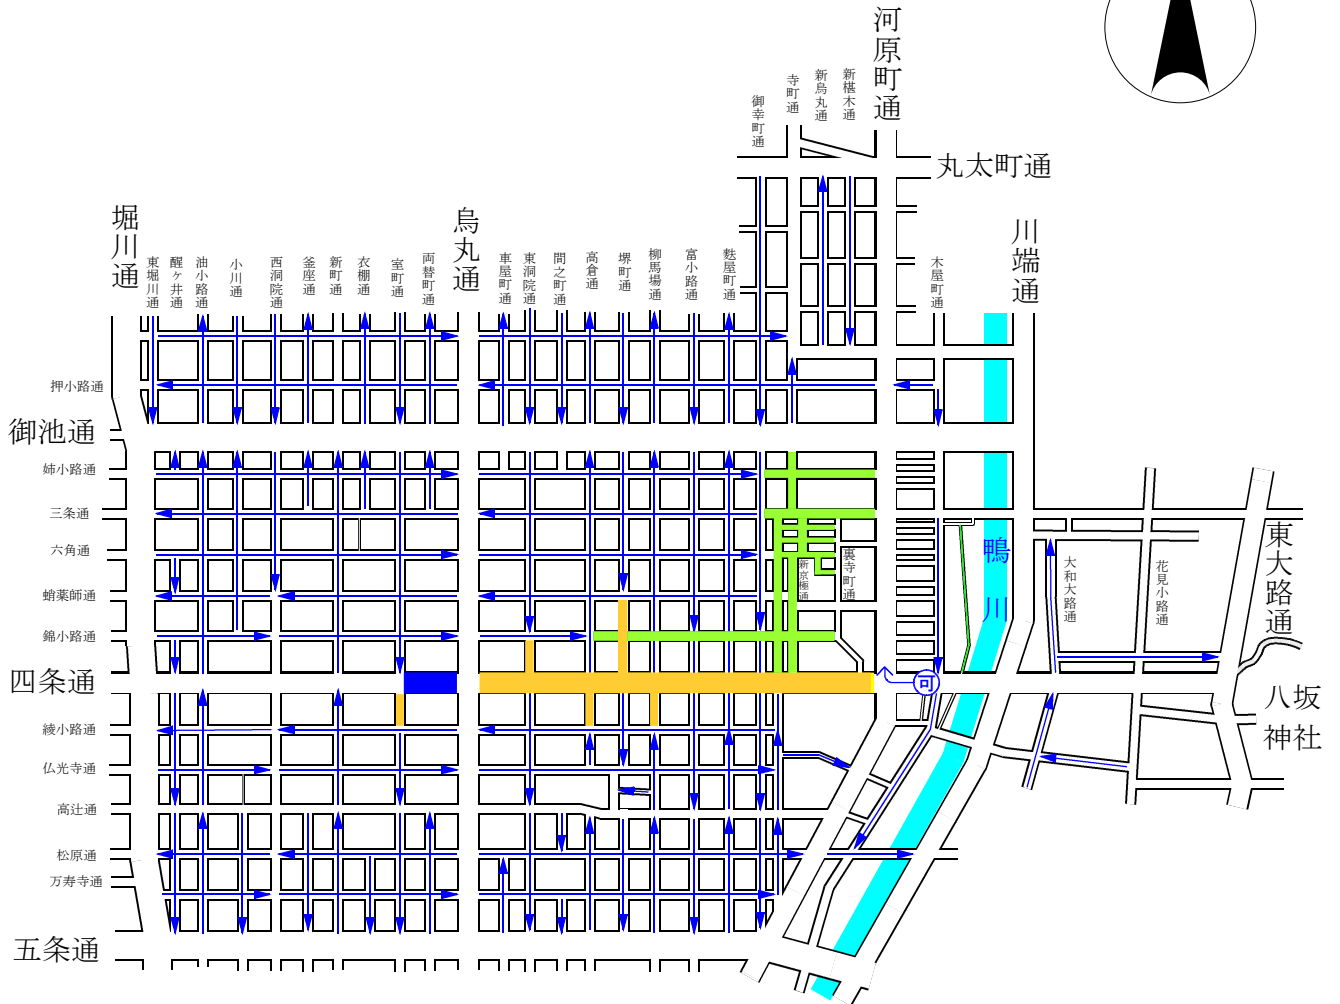 河原町通
寺町通
新烏丸通
新椹木通
御幸町通
丸太町通
堀川通
東堀川通
醒ヶ井通
油小路通
小川通
西洞院通
釜座通
新町通
衣棚通
室町通
両替町通
烏丸通
車屋町通
東洞院通
間之町通
高倉通
堺町通
柳馬場通
富小路通
麩屋町通
木屋町通
川端通
押小路通
御池通
姉小路通
三条通
六角通
蛸薬師通
錦小路通
四条通
綾小路通
仏光寺通
高辻通
松原通
万寿寺通
五条通
新京極通
裏寺町通
鴨川
大和大路通
花見小路通
東大路通
可
八坂
神社